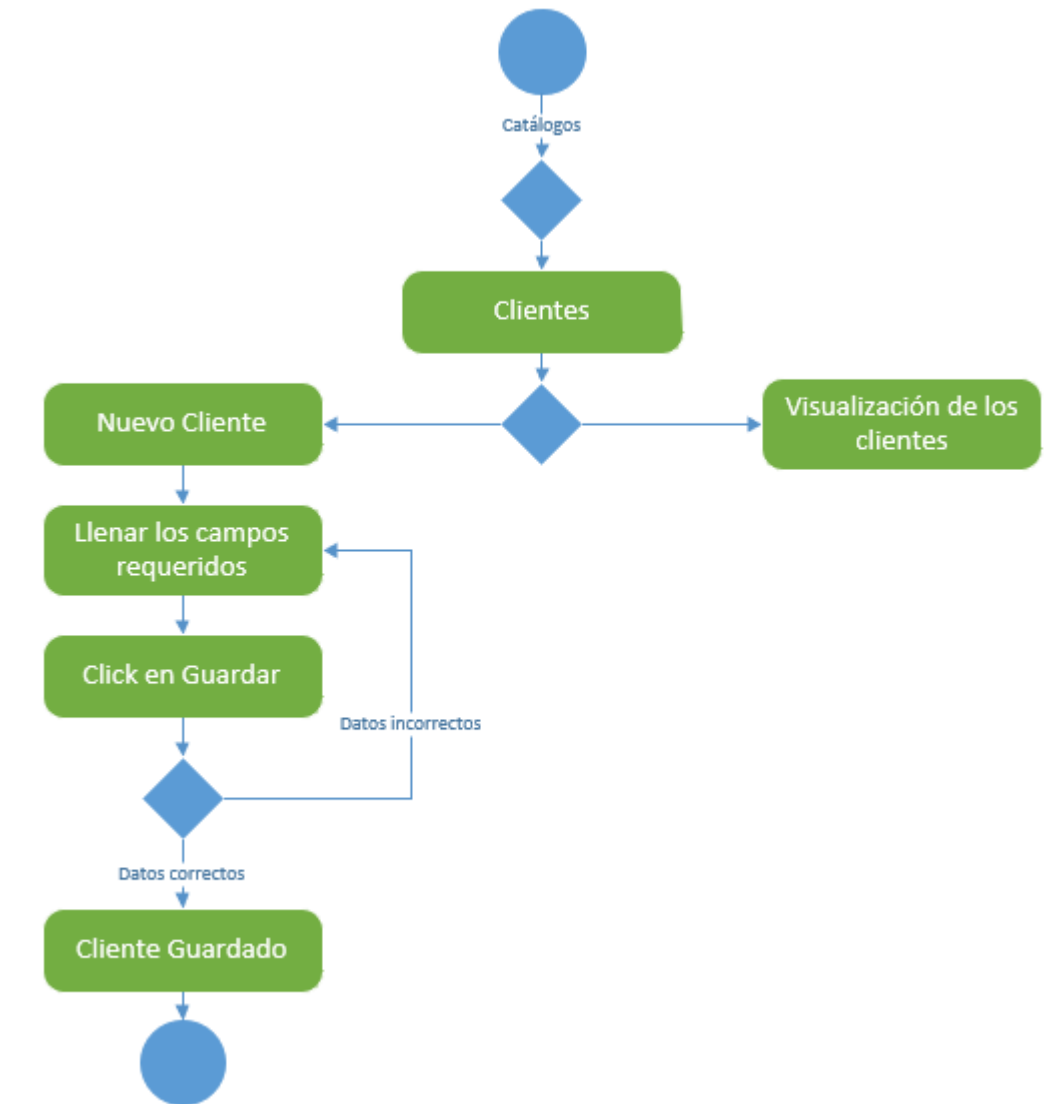 Catálogos
Clientes
Nuevo Cliente
Visualización de los
clientes
Llenar los campos
requeridos
Click en Guardar
Datos incorrectos
Datos correctos
Cliente Guardado